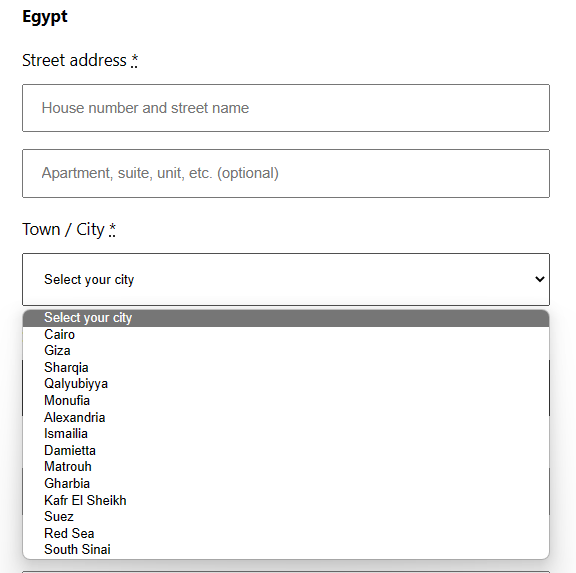 Egypt
Street address *
House number and street name
Apartment, suite, unit, etc. (optional)
Town / City *
Select your city
Select your city
Cairo
Giza
Sharqia
Qalyubiyya
Monufia
Alexandria
Ismailia
Damietta
Matrouh
Gharbia
Kafr El Sheikh
Suez
Red Sea
South Sinai